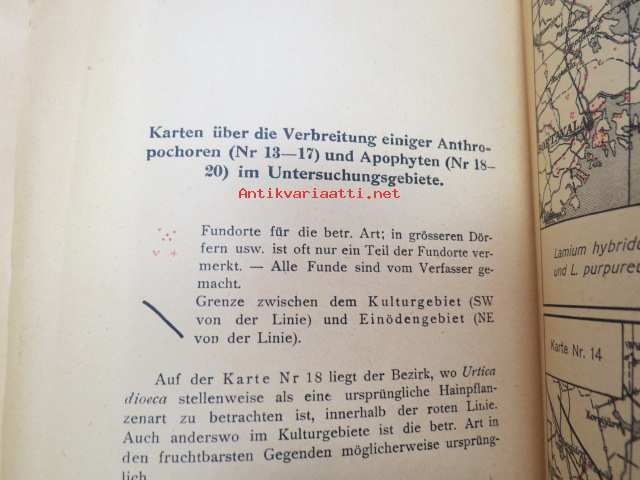 Karten über die Verbreitung einiger Anthro-
pochoren (Nr 13—17) und Apophyten (Nr 18-
20) im Untersuchungsgebiete.
Antikvariaatti.net
Fundorte für die betr. Art; in grösseren Dör-
fern usw. ist oft nur ein Teil der Fundorte ver-
merkt. — Alle Funde sind vom Verfasser ge-
macht.
Grenze zwischen dem Kulturgebiet (SW
von der Linie) und Einödengebiet (NE
von der Linie).
Auf der Karte Nr 18 liegt der Bezirk, wo Urtica
dioeca stellenweise als eine ursprüngliche Hainpflan-
zenart zu betrachten ist, innerhalb der roten Linie.
Auch anderswo im Kulturgebiete ist die betr. Art in
den fruchtbarsten Gegenden möglicherweise ursprüng-
lich.
Lamium hybrid
und L. purpureu
Karte Nr. 14